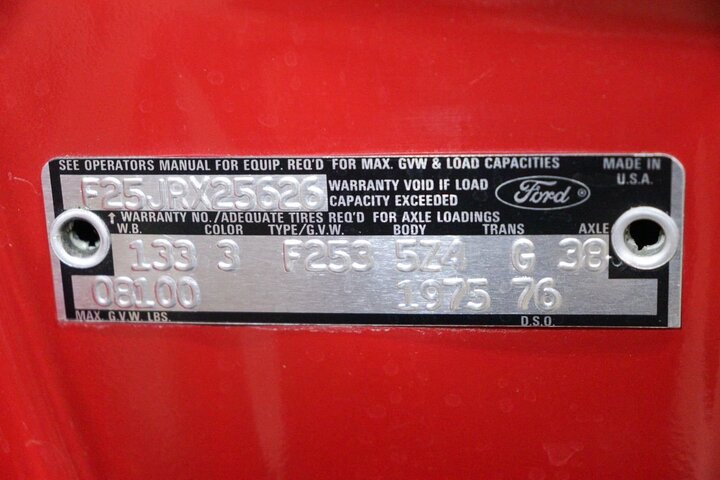 SEE OPERATORS MANUAL FOR EQUIP. REQ'D FOR MAX. GVW & LOAD CAPACITIES MADE IN U.S.A.
F25JRX25626 WARRANTY VOID IF LOAD CAPACITY EXCEEDED Ford ®
↑ WARRANTY NO./ADEQUATE TIRES REQ'D FOR AXLE LOADINGS
W.B. COLOR TYPE/G.V.W. BODY TRANS AXLE
133 3 F253 5Z4 G 38
08100 1975 76
MAX. G.V.W. LBS. D.S.O.